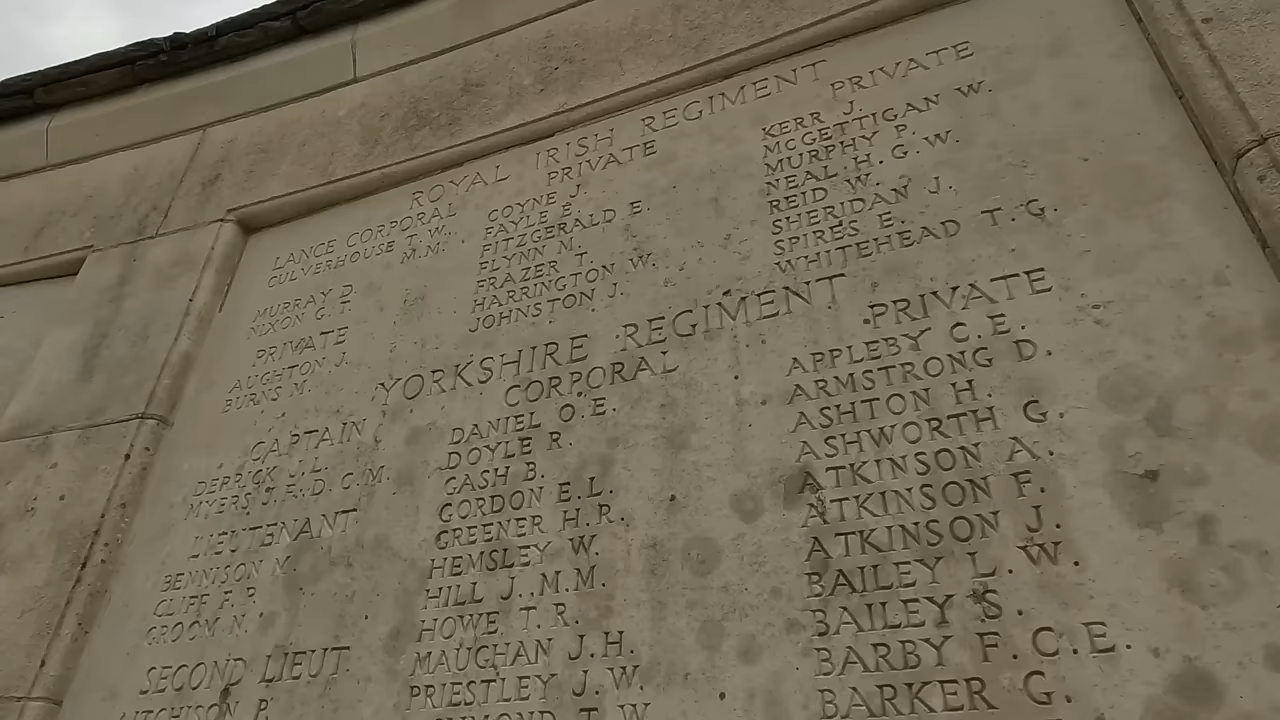 ROYAL IRISH REGIMENT
LANCE CORPORAL
CULVERHOUSE T. W.,
M.M.
MURRAY D.
NIXON G. T.
PRIVATE
AUGHTON J.
BURNS M.
PRIVATE
COYNE J.
FAYLE E.
FITZGERALD E.
FLYNN M.
FRAZER T.
HARRINGTON W.
JOHNSTON J.
PRIVATE
KERR J.
McGETTIGAN W.
MURPHY P.
NEAL H. G. W.
REID W.
SHERIDAN J.
SPIRES E.
WHITEHEAD T. G.
YORKSHIRE REGIMENT
CAPTAIN
DERRICK J. L.
MYERS J. F., D. C. M.
LIEUTENANT
BENNISON M.
CLIFF F. P.
GROOM N.
SECOND LIEUT.
AITCHISON P.
CORPORAL
DANIEL O. E.
DOYLE R.
GASH B.
GORDON E. L.
GREENER H. R.
HEMSLEY W.
HILL J., M.M.
HOWE T. R.
MAUGHAN J. H.
PRIESTLEY J. W.
T. W.
PRIVATE
APPLEBY C. E.
ARMSTRONG D.
ASHTON H.
ASHWORTH G.
ATKINSON A.
ATKINSON F.
ATKINSON J.
BAILEY L. W.
BAILEY S.
BARBY F. C. E.
BARKER G.